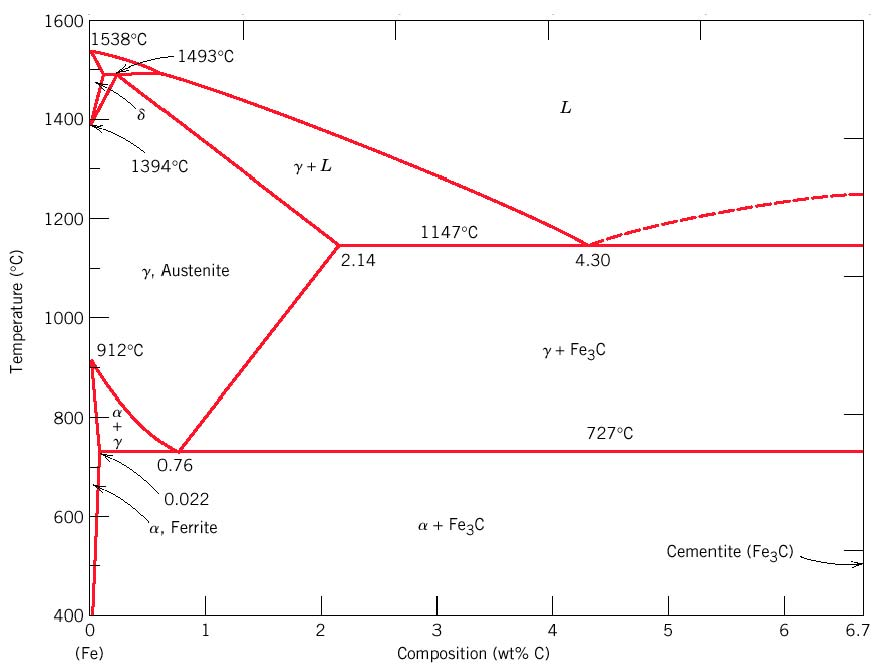 1600
1538°C
1493°C
1400
δ
L
1394°C
γ + L
1200
1147°C
2.14
4.30
γ, Austenite
Temperature (°C)
1000
912°C
γ + Fe₃C
800
α
+
γ
727°C
0.76
0.022
600
α, Ferrite
α + Fe₃C
Cementite (Fe₃C)
400
0
1
2
3
4
5
6
6.7
(Fe)
Composition (wt% C)